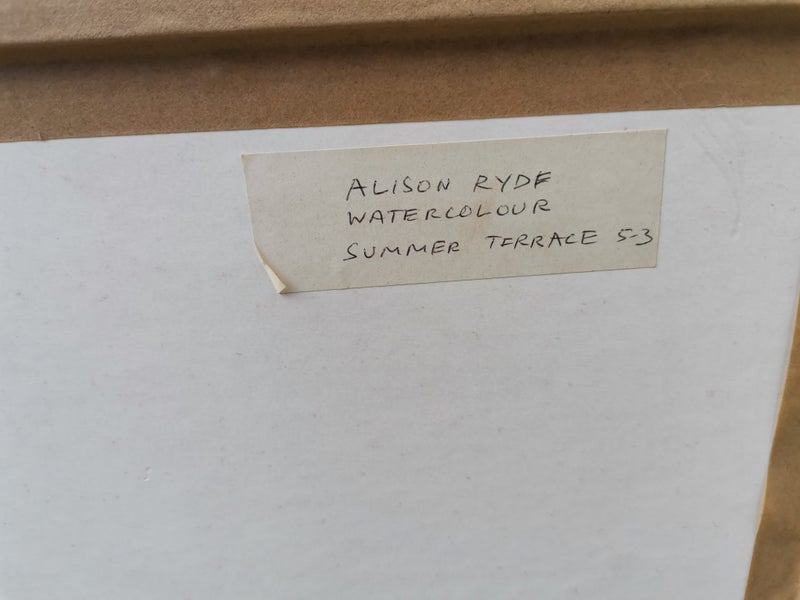 ALISON RYDE
WATERCOLOUR
SUMMER TERRACE 5-3